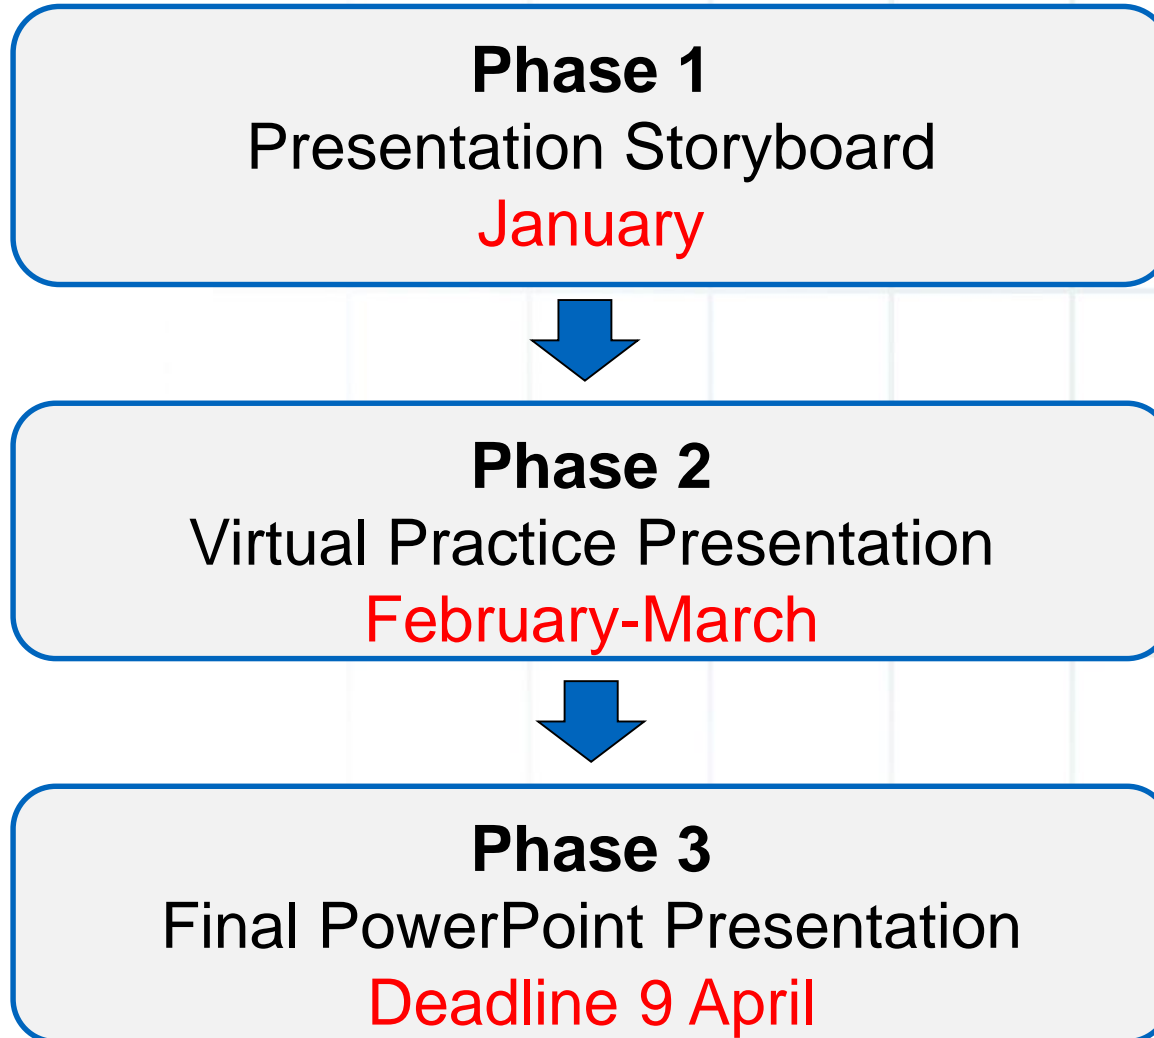 Phase 1
Presentation Storyboard
January
Phase 2
Virtual Practice Presentation
February-March
Phase 3
Final PowerPoint Presentation
Deadline 9 April